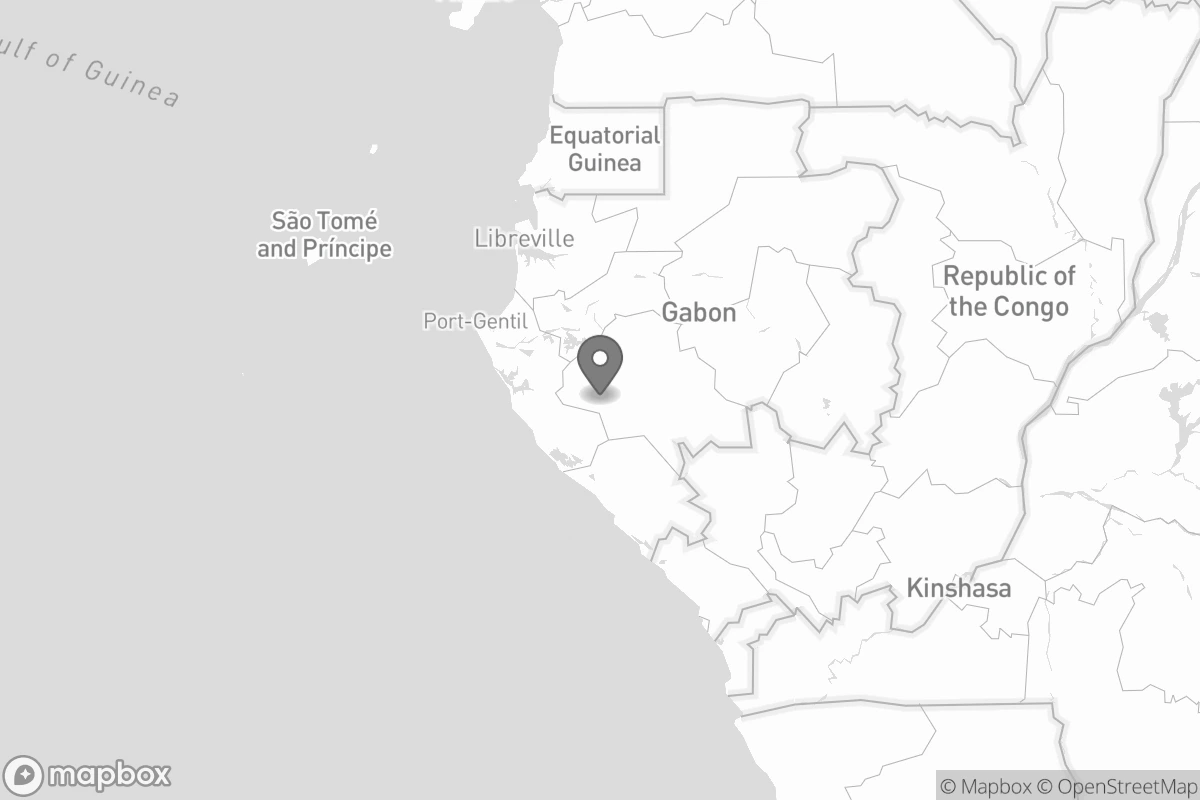 ulf of Guinea
Equatorial
Guinea
São Tomé
and Príncipe
Libreville
Republic of
the Congo
Port-Gentil
Gabon
Kinshasa
mapbox
© Mapbox © OpenStreetMap